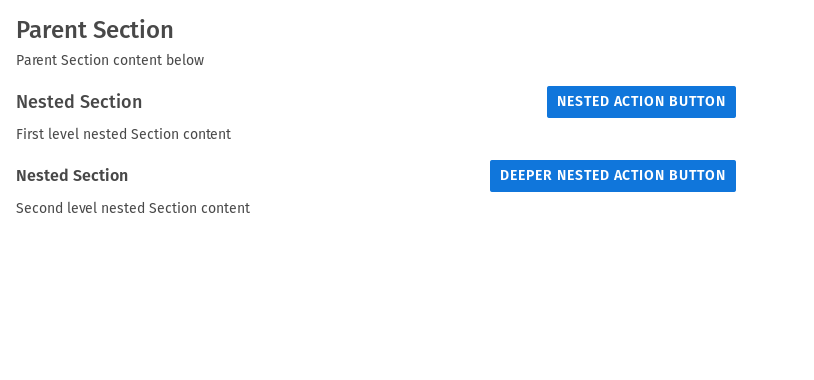 Parent Section
Parent Section content below
Nested Section
NESTED ACTION BUTTON
First level nested Section content
Nested Section
DEEPER NESTED ACTION BUTTON
Second level nested Section content